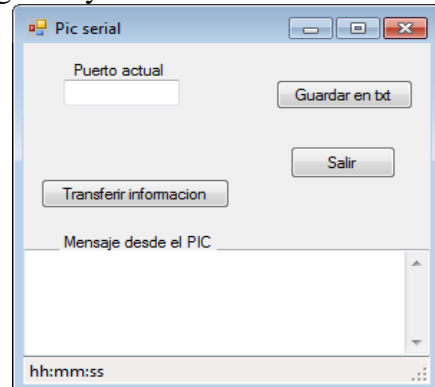 Pic serial
Puerto actual
Guardar en txt
Salir
Transferir informacion
Mensaje desde el PIC
hh:mm:ss